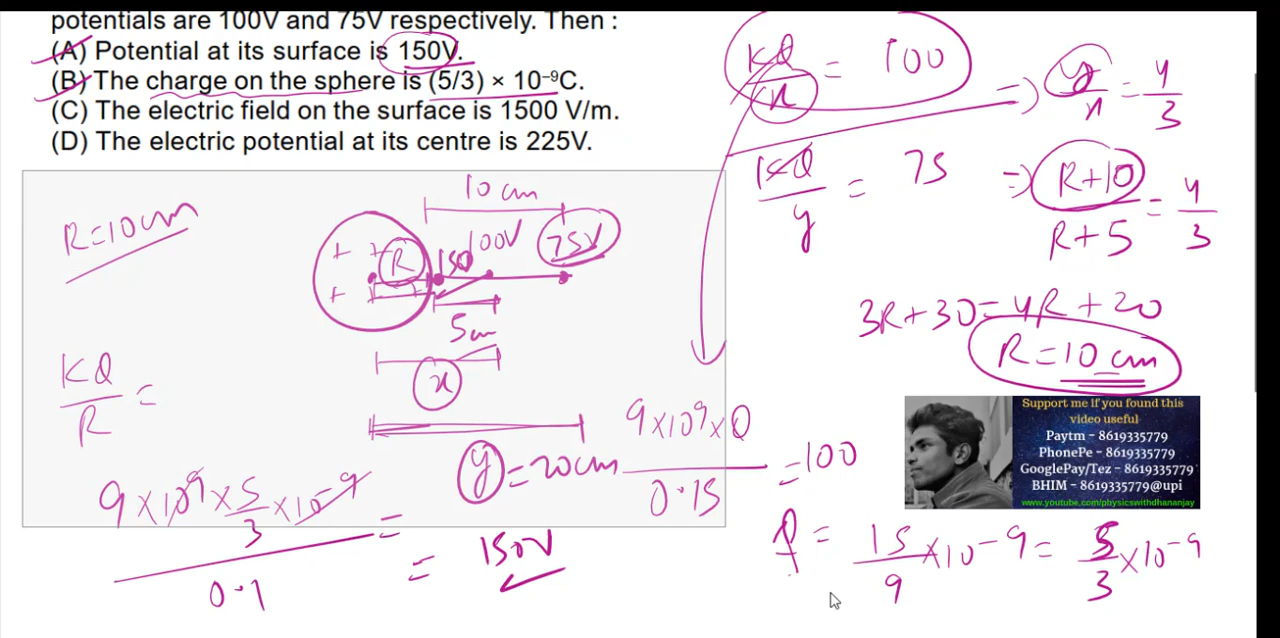 potentials are 100V and 75V respectively. Then :
(A) Potential at its surface is 150V.
(B) The charge on the sphere is (5/3) × 10⁻⁹C.
(C) The electric field on the surface is 1500 V/m.
(D) The electric potential at its centre is 225V.
KQ/x = 100
=> y/x = 4/3
KQ/y = 75
=> R+10/R+5 = 4/3
3R+30=4R+20
R=10 cm
R=10cm
10 cm
+ +
R
150
100V
75V
+ +
5cm
x
y = 20cm
KQ/R =
9×10⁹×Q/0.15 = 100
9×10⁹×5/3×10⁻⁹/0.1 =
= 150V
Q = 15/9 ×10⁻⁹ = 5/3 ×10⁻⁹
Support me if you found this
video useful
Paytm - 8619335779
PhonePe - 8619335779
GooglePay/Tez - 8619335779
BHIM - 8619335779@upi
www.youtube.com/physicswithdhananjay